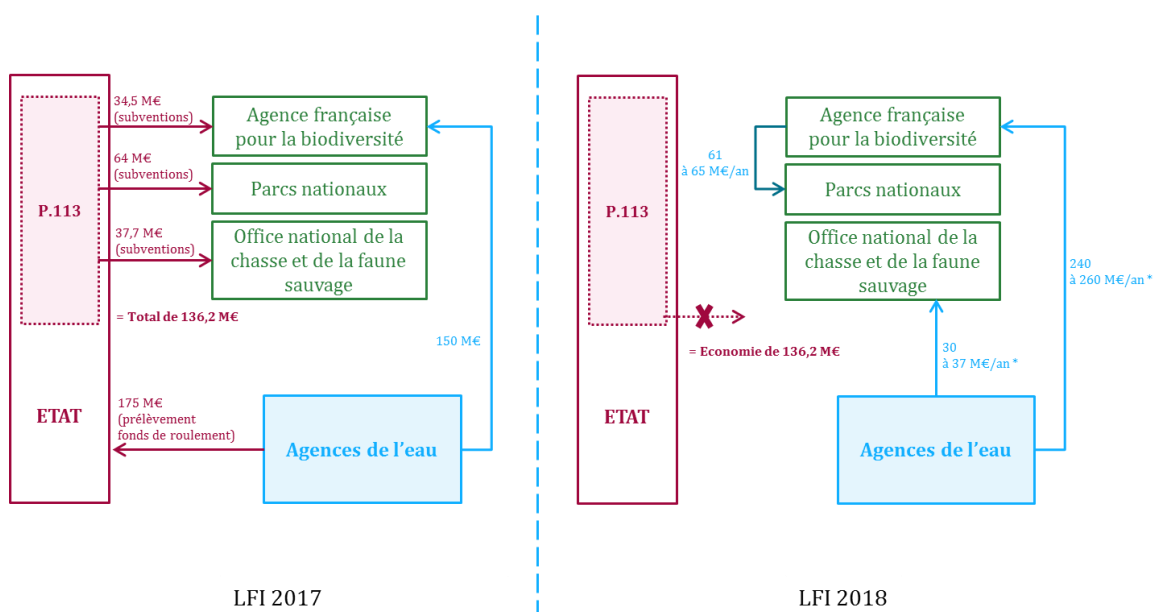 34,5 M€
(subventions)
Agence française
pour la biodiversité
64 M€
(subventions)
Parcs nationaux
P.113
37,7 M€
(subventions)
Office national de la
chasse et de la faune
sauvage
= Total de 136,2 M€
150 M€
ETAT
175 M€
(prélèvement
fonds de roulement)
Agences de l'eau
LFI 2017
Agence française
pour la biodiversité
61
à 65 M€/an
Parcs nationaux
P.113
Office national de la
chasse et de la faune
sauvage
240
à 260 M€/an *
X
= Economie de 136,2 M€
30
à 37 M€/an *
ETAT
Agences de l'eau
LFI 2018